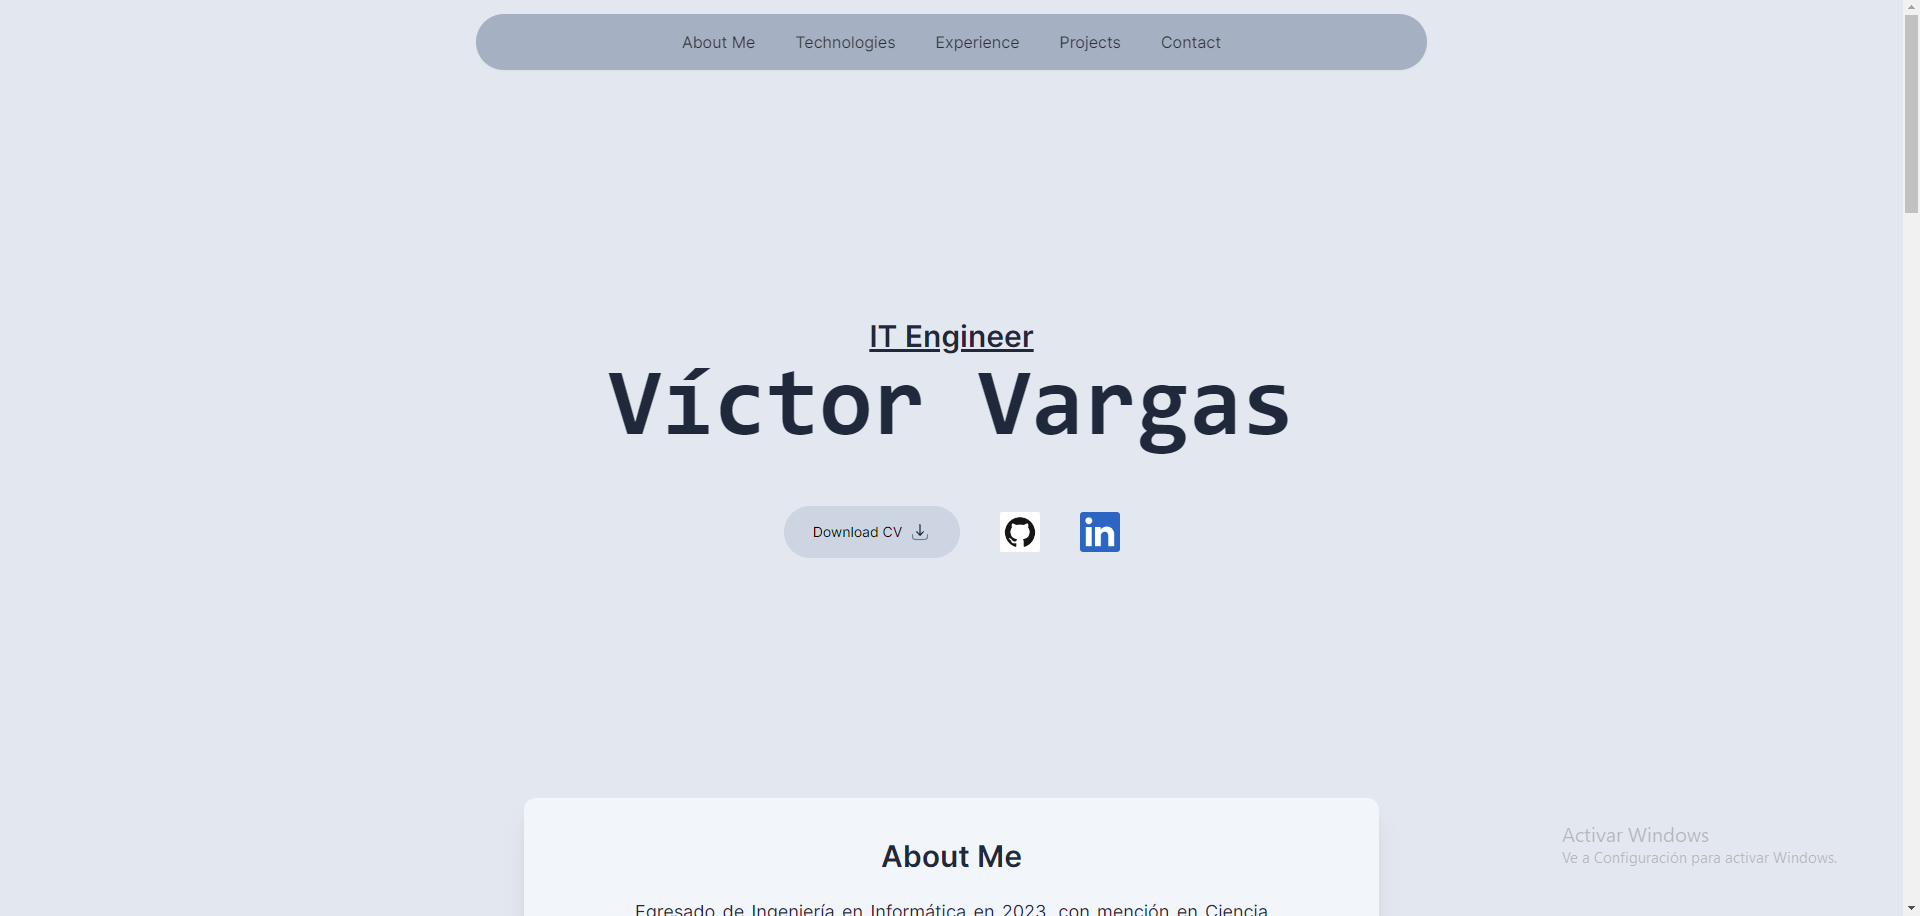 About Me Technologies Experience Projects Contact
IT Engineer
Víctor Vargas
Download CV
in
About Me
Egresado de Ingeniería en Informática en 2023, con mención en Ciencia
Activar Windows
Ve a Configuración para activar Windows.